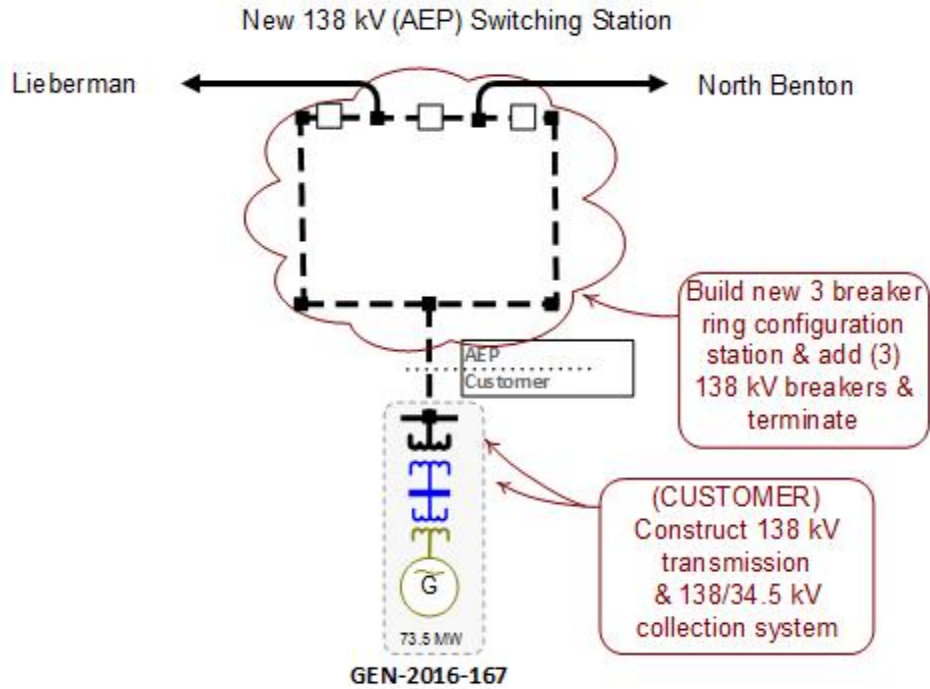 New 138 kV (AEP) Switching Station
Lieberman
North Benton
Build new 3 breaker
ring configuration
station & add (3)
138 kV breakers &
terminate
AEP
Customer
(CUSTOMER)
Construct 138 kV
transmission
& 138/34.5 kV
collection system
G
73.5 MW
GEN-2016-167